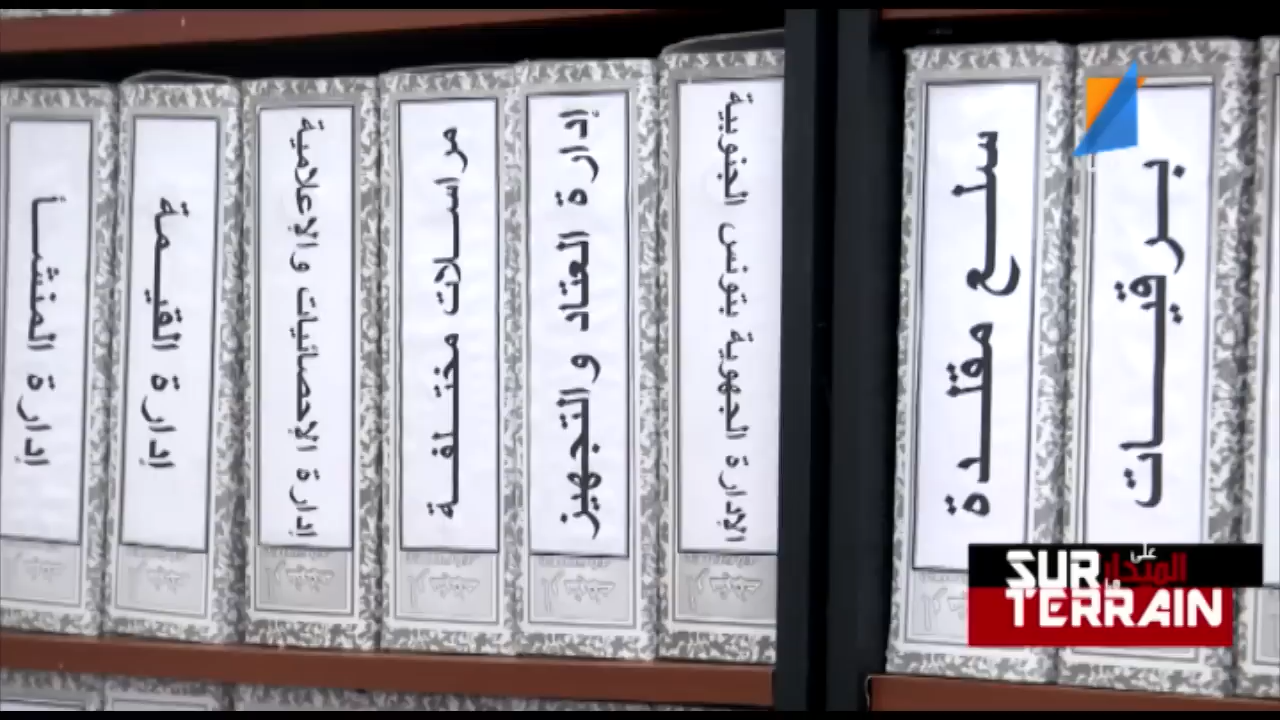 إدارة المنشأ
إدارة القيمة
إدارة الإحصائيات والإعلامية
مراسلات مختلفة
إدارة العتاد والتجهيز
الإدارة الجهوية بتونس الجنوبية
سلع مقلدة
برقيات
على
الميدان
SUR
TERRAIN